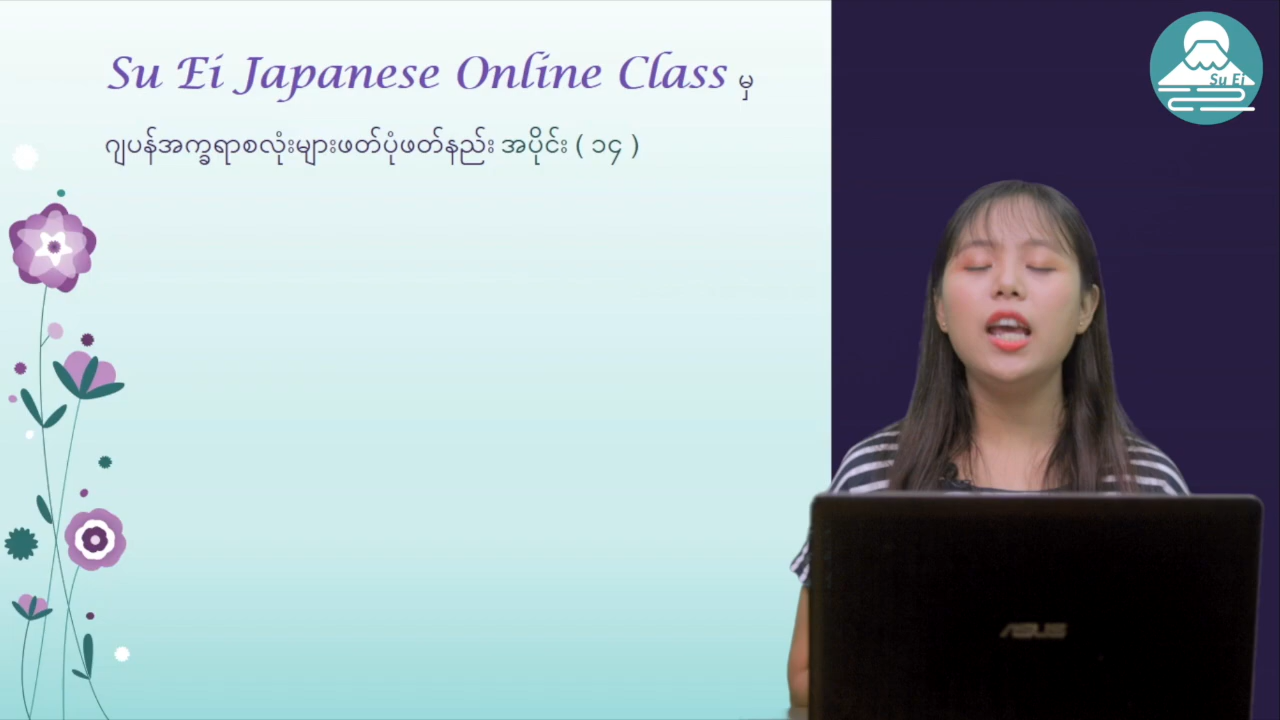 Su Ei Japanese Online Class မှ
ဂျပန်အက္ခရာစလုံးများဖတ်ပုံဖတ်နည်း အပိုင်း ( ၁၄ )
Su Ei
ASUS